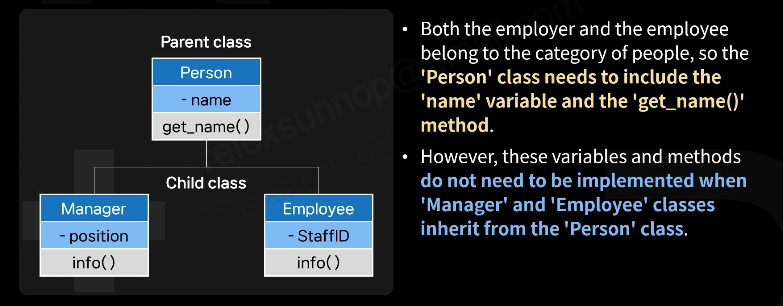 Parent class
Person
- name
get_name( )
Child class
Manager
- position
info( )
Employee
- StaffID
info( )
• Both the employer and the employee
belong to the category of people, so the
'Person' class needs to include the
'name' variable and the 'get_name()'
method.
• However, these variables and methods
do not need to be implemented when
'Manager' and 'Employee' classes
inherit from the 'Person' class.